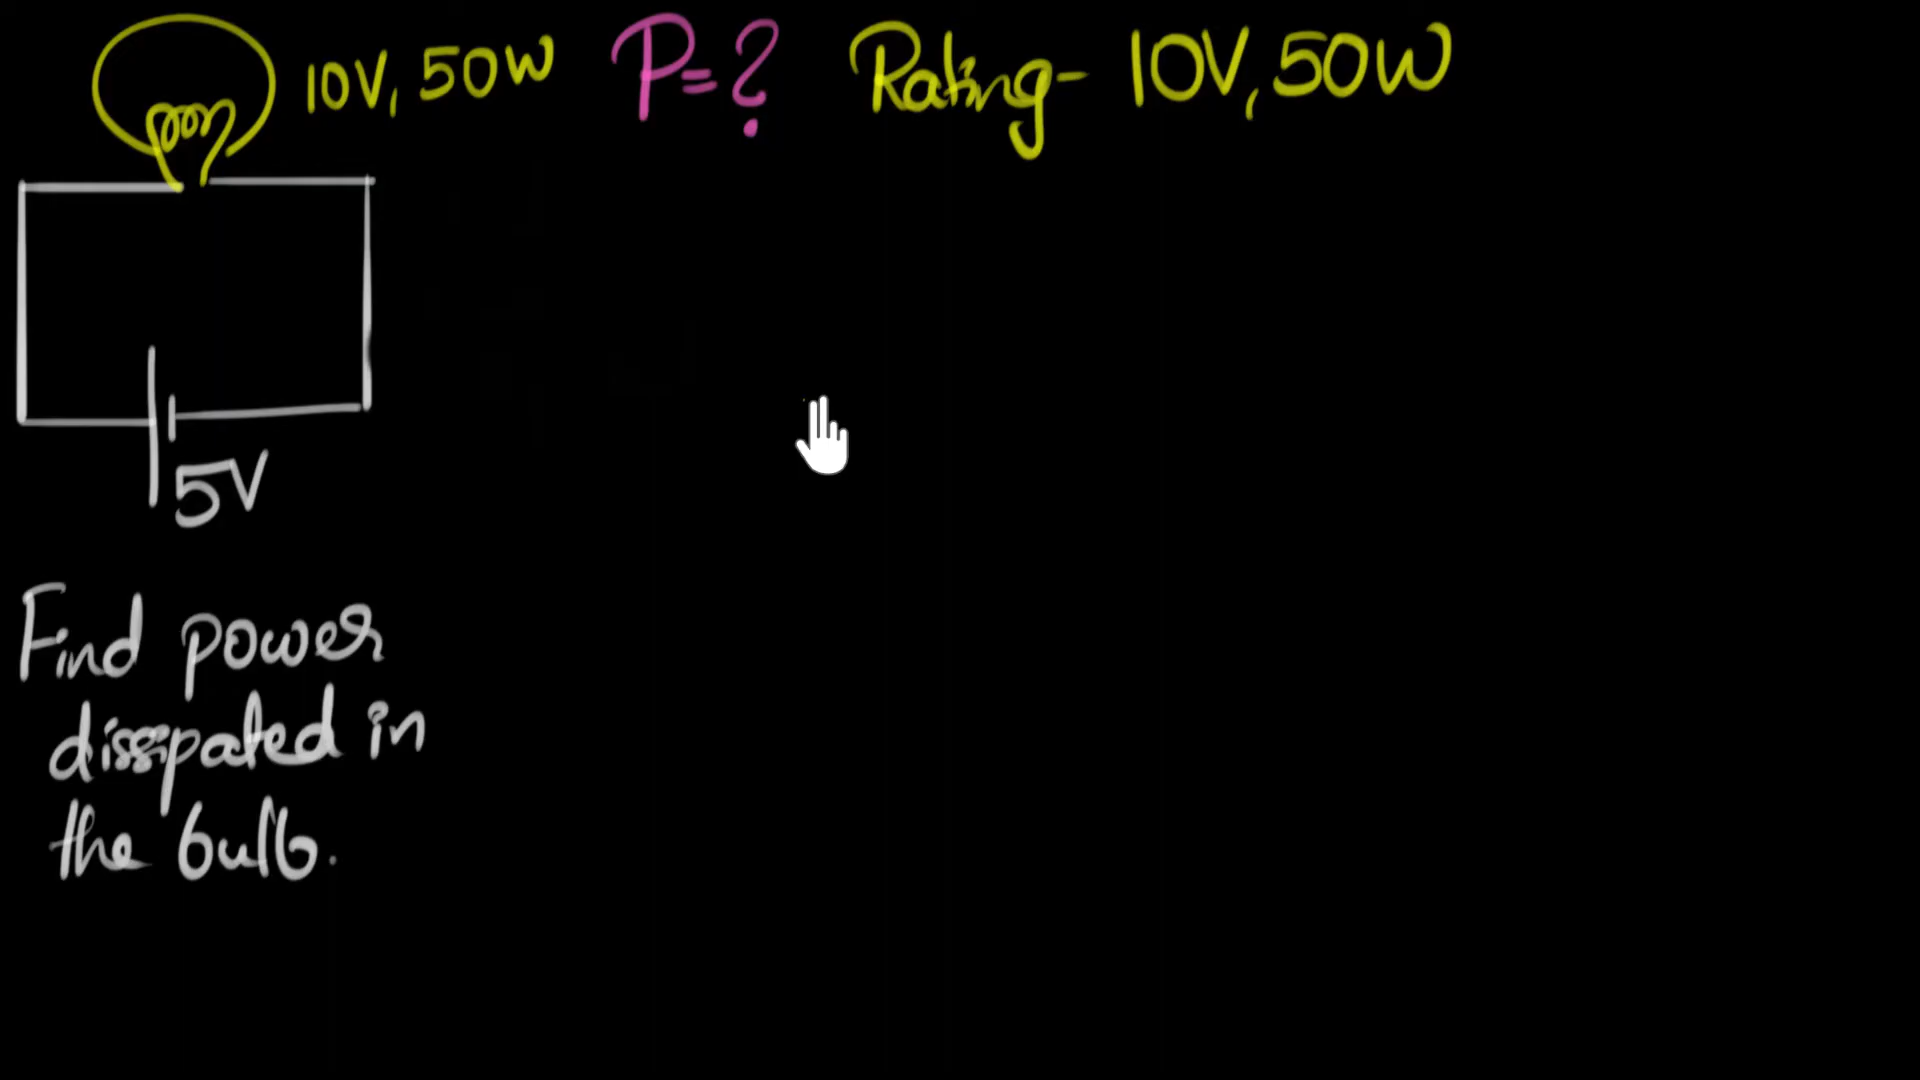 10V, 50W P=? Rating- 10V, 50W
5V
Find power
dissipated in
the bulb.